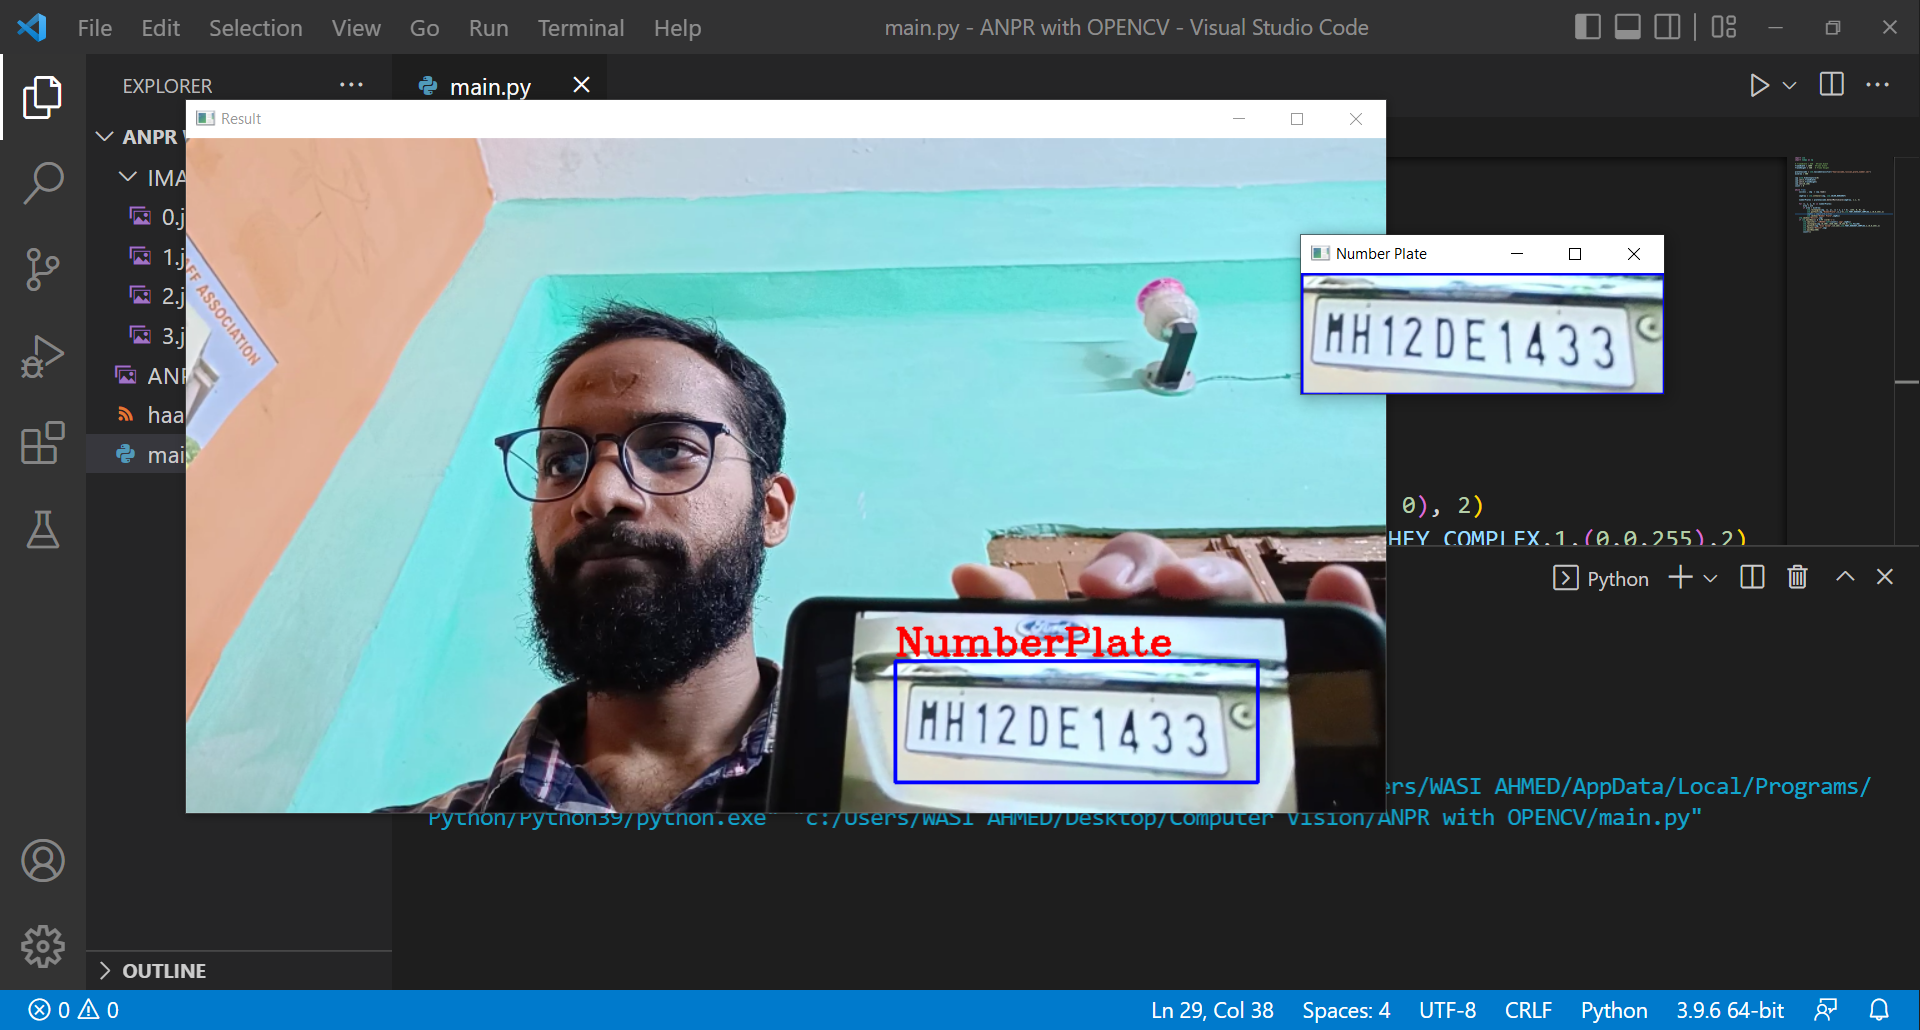 File Edit Selection View Go Run Terminal Help
main.py - ANPR with OPENCV - Visual Studio Code
EXPLORER
main.py
Result
ANPR
IMA
0.j
1.j
2.j
3.j
ANP
haa
mai
FF ASSOCIATION
Number Plate
MH12DE1433
0), 2)
HEY_COMPLEX,1,(0,0,255),2)
Python
Ford
NumberPlate
MH12DE1433
ers/WASI AHMED/AppData/Local/Programs/
Python/Python39/python.exe" "c:/Users/WASI AHMED/Desktop/Computer Vision/ANPR with OPENCV/main.py"
OUTLINE
0 0
Ln 29, Col 38 Spaces: 4 UTF-8 CRLF Python 3.9.6 64-bit